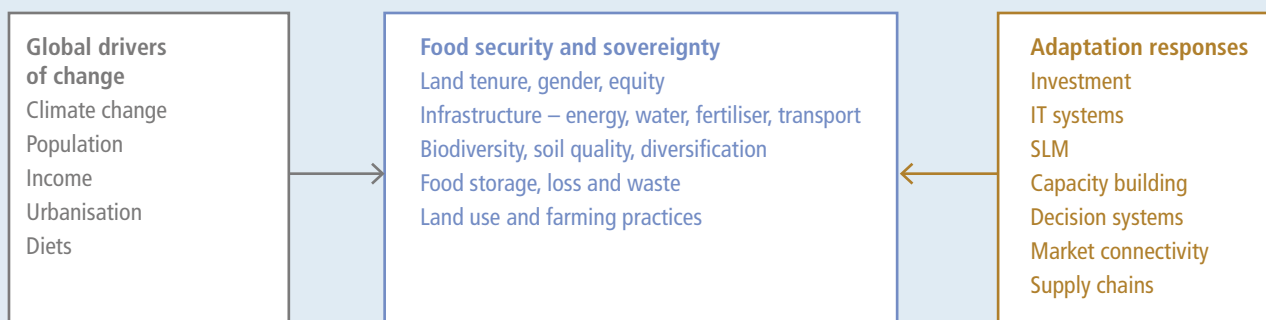 Global drivers
of change
Climate change
Population
Income
Urbanisation
Diets
Food security and sovereignty
Land tenure, gender, equity
Infrastructure – energy, water, fertiliser, transport
Biodiversity, soil quality, diversification
Food storage, loss and waste
Land use and farming practices
Adaptation responses
Investment
IT systems
SLM
Capacity building
Decision systems
Market connectivity
Supply chains